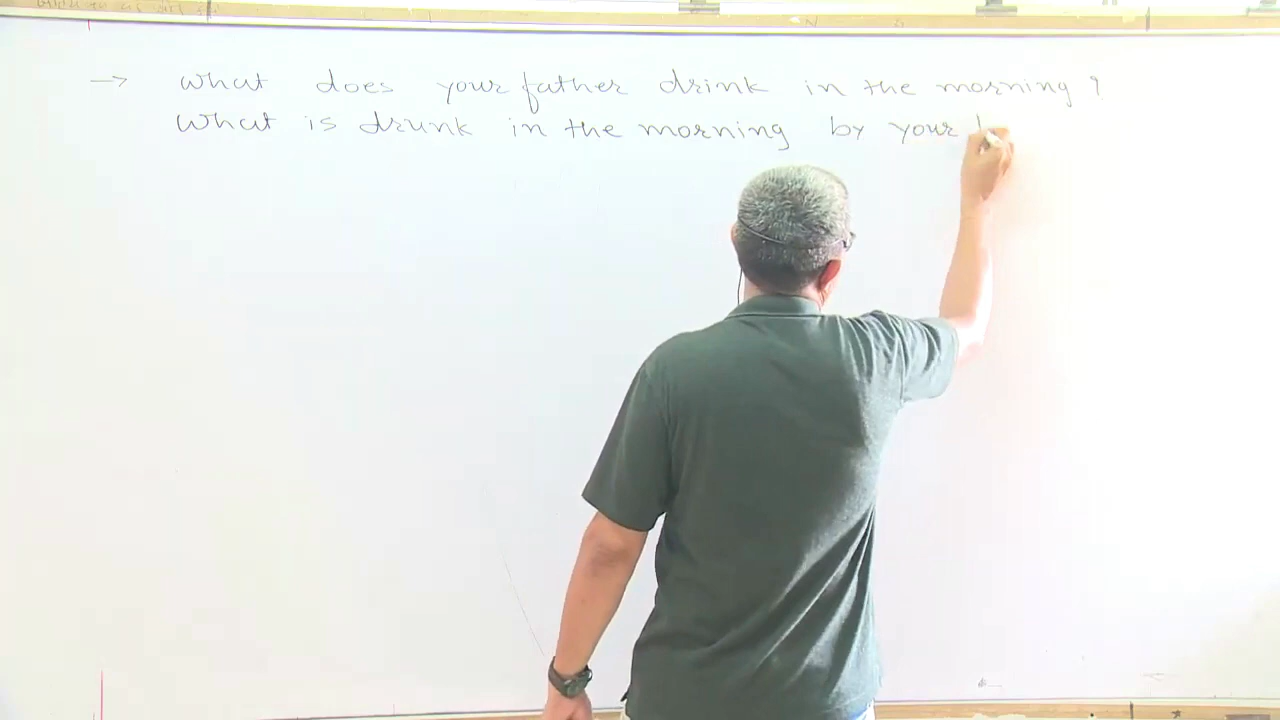 → What does your father drink in the morning ?
What is drunk in the morning by your